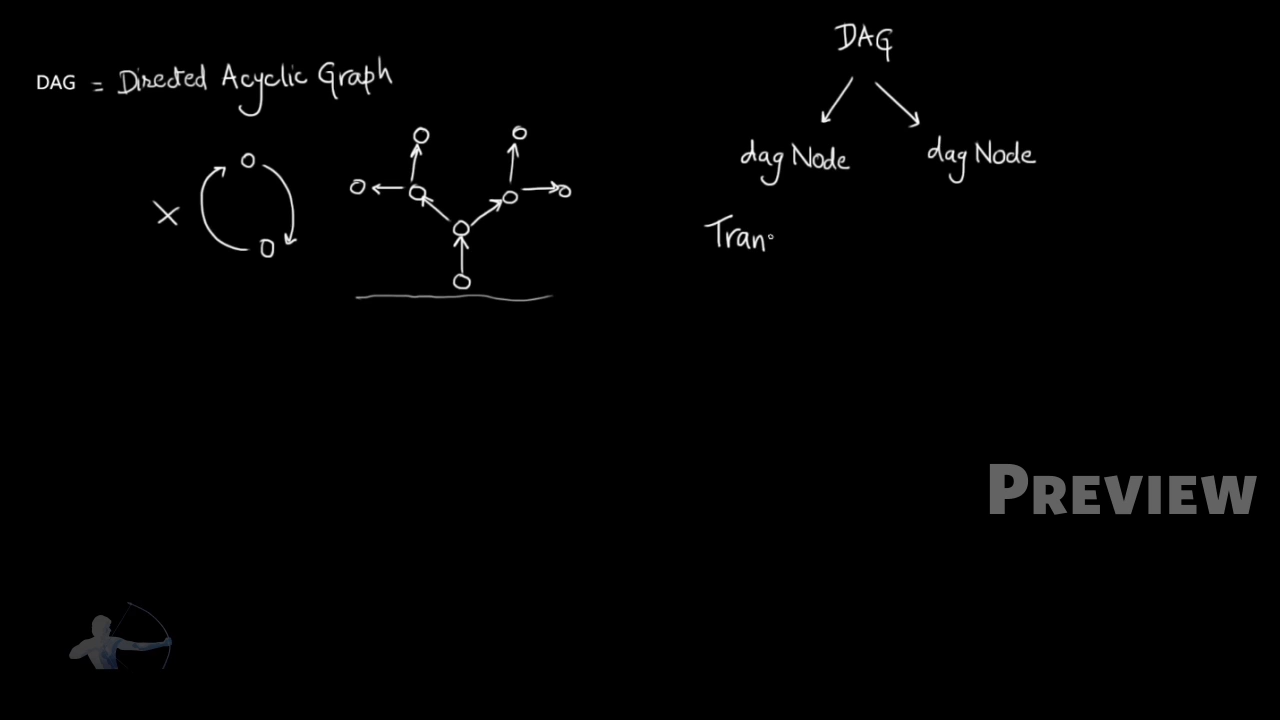 DAG = Directed Acyclic Graph
DAG
dag Node dag Node
Tran
PREVIEW